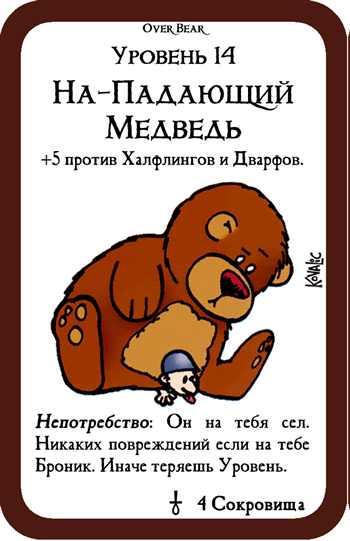 Over Bear
Уровень 14
На-Падающий
Медведь
+5 против Халфлингов и Дварфов.
Kovalic
Непотребство: Он на тебя сел.
Никаких повреждений если на тебе
Броник. Иначе теряешь Уровень.
4 Сокровища